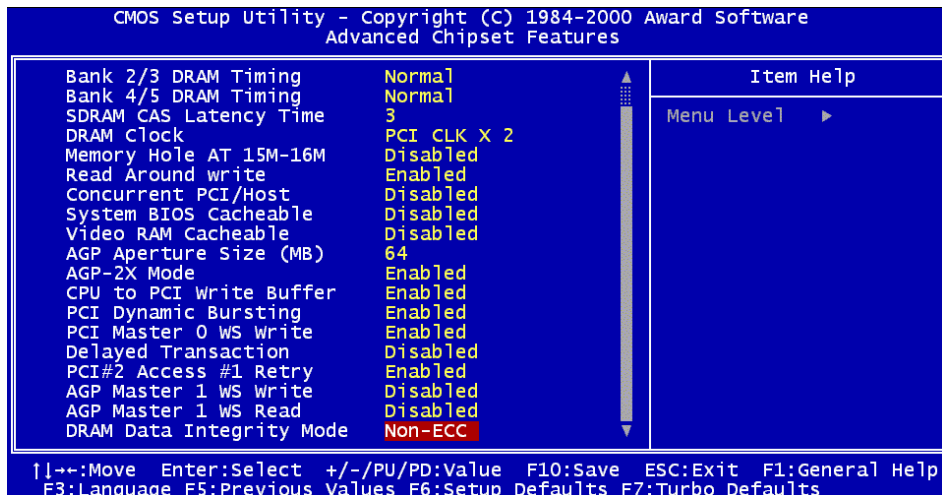 CMOS Setup Utility – Copyright (C) 1984-2000 Award Software
Advanced Chipset Features
Bank 2/3 DRAM Timing Normal
Bank 4/5 DRAM Timing Normal
SDRAM CAS Latency Time 3
DRAM Clock PCI CLK X 2
Memory Hole AT 15M-16M Disabled
Read Around write Enabled
Concurrent PCI/Host Disabled
System BIOS Cacheable Disabled
Video RAM Cacheable Disabled
AGP Aperture Size (MB) 64
AGP-2X Mode Enabled
CPU to PCI Write Buffer Enabled
PCI Dynamic Bursting Enabled
PCI Master 0 WS Write Enabled
Delayed Transaction Disabled
PCI#2 Access #1 Retry Enabled
AGP Master 1 WS Write Disabled
AGP Master 1 WS Read Disabled
DRAM Data Integrity Mode Non-ECC
Item Help
Menu Level ▶
↑↓→←:Move Enter:Select +/-/PU/PD:Value F10:Save ESC:Exit F1:General Help
F3:Language F5:Previous Values F6:Setup Defaults F7:Turbo Defaults